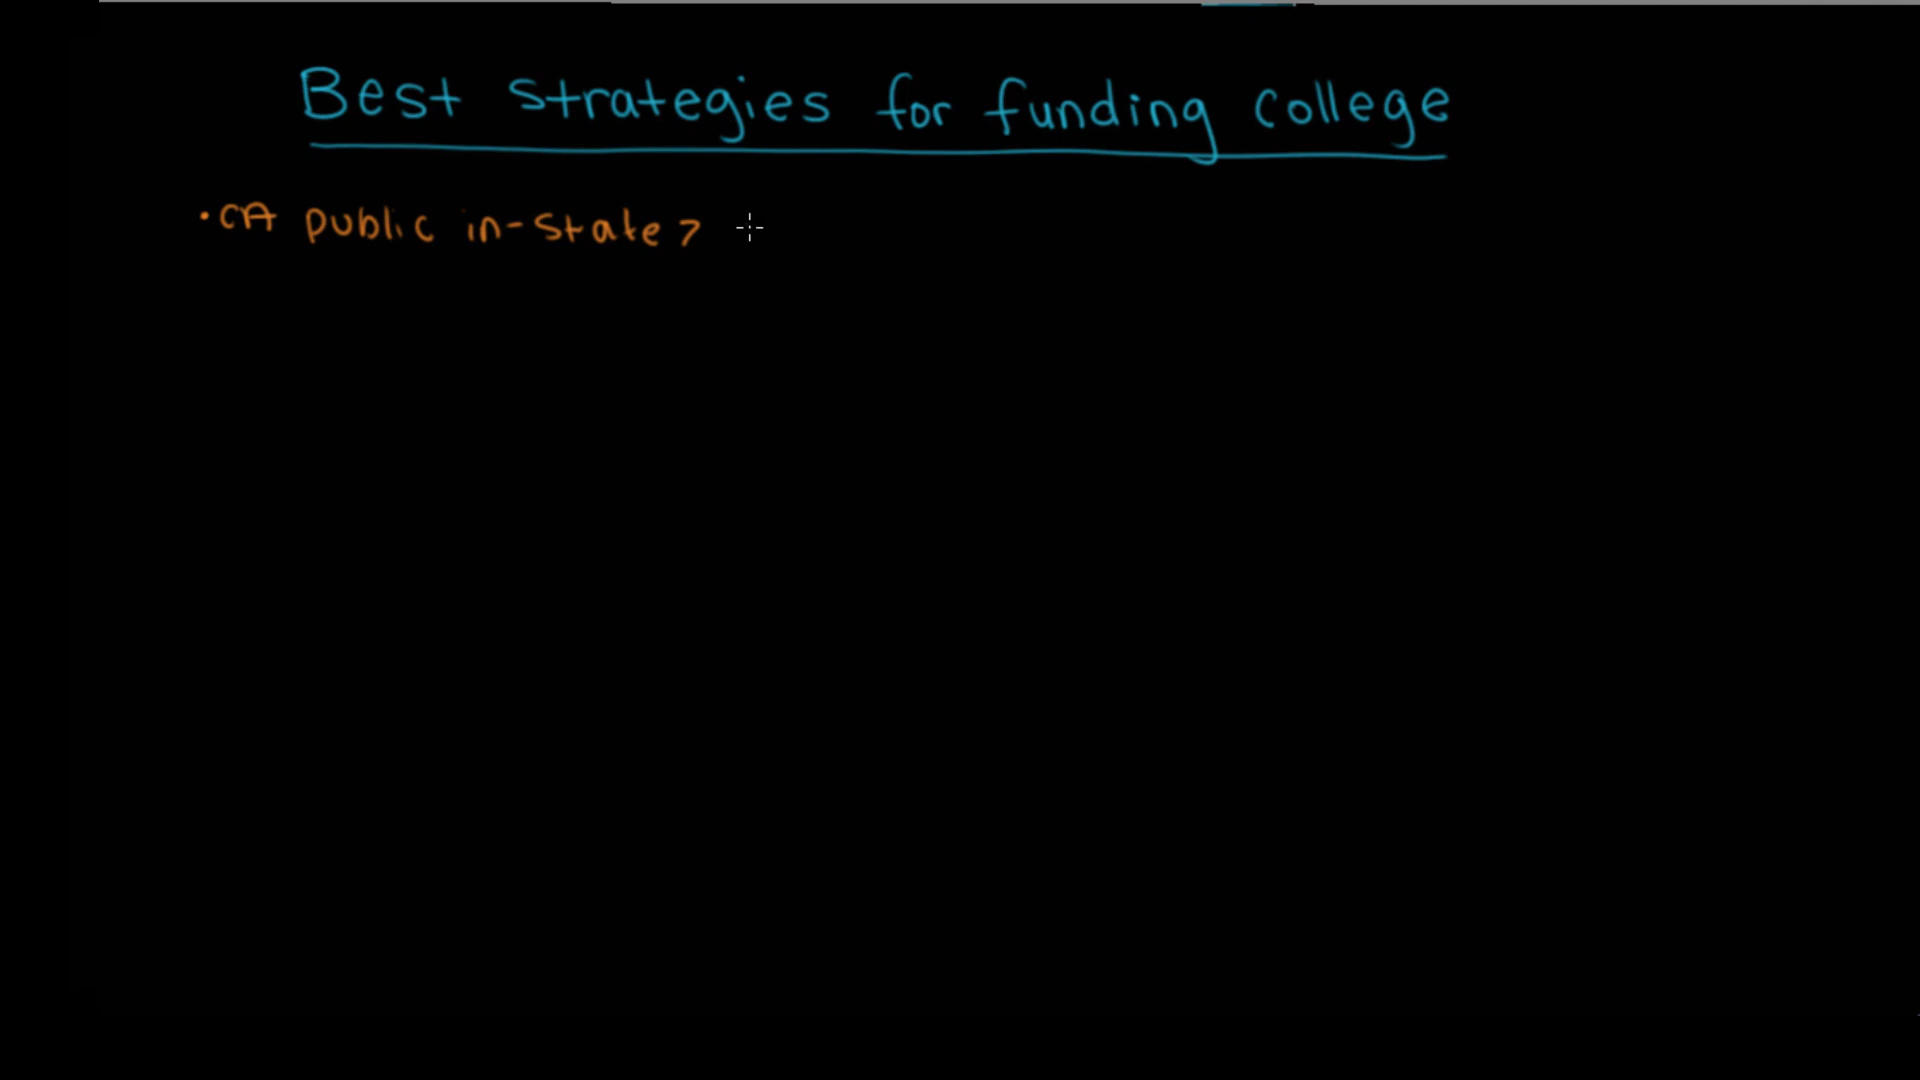 Best strategies for funding college
• CA public in-state?